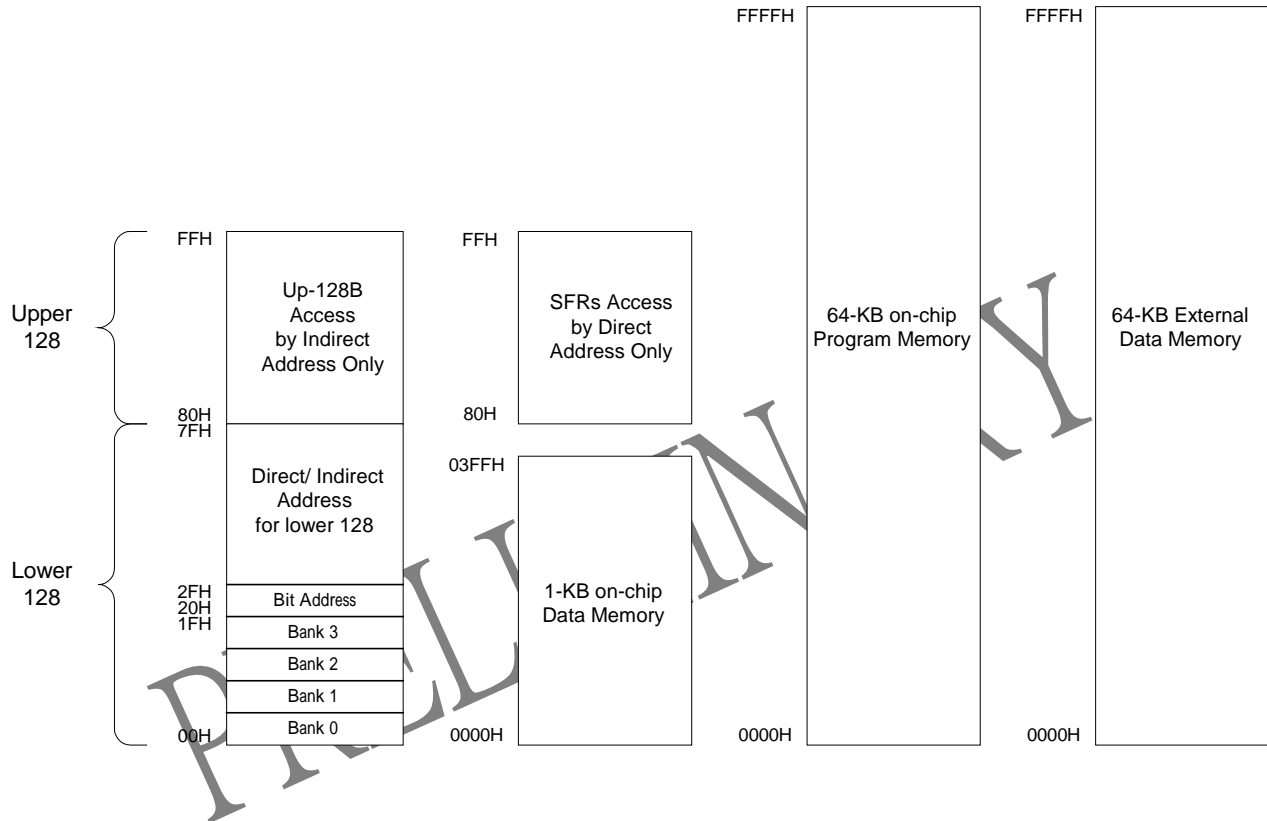 FFFFH
FFFFH
Upper
128
FFH
Up-128B
Access
by Indirect
Address Only
80H
FFH
SFRs Access
by Direct
Address Only
80H
Lower
128
7FH
Direct/ Indirect
Address
for lower 128
2FH
20H
Bit Address
1FH
Bank 3
Bank 2
Bank 1
Bank 0
00H
03FFH
1-KB on-chip
Data Memory
0000H
64-KB on-chip
Program Memory
0000H
64-KB External
Data Memory
0000H
PRELIMINARY